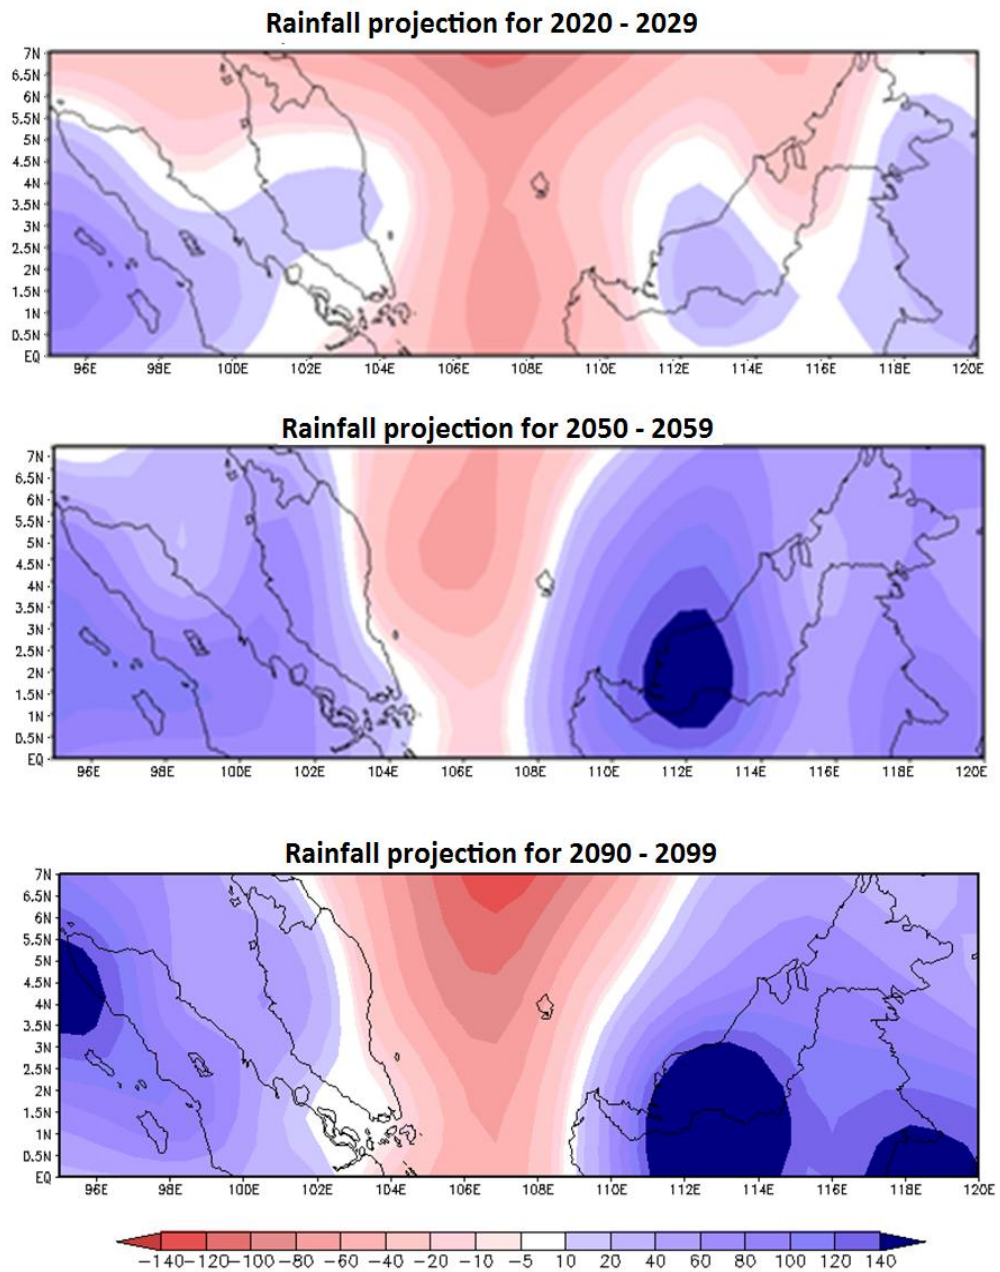 Rainfall projection for 2020 - 2029
7N
6.5N
6N
5.5N
5N
4.5N
4N
3.5N
3N
2.5N
2N
1.5N
1N
0.5N
EQ
96E 98E 100E 102E 104E 106E 108E 110E 112E 114E 116E 118E 120E
Rainfall projection for 2050 - 2059
7N
6.5N
6N
5.5N
5N
4.5N
4N
3.5N
3N
2.5N
2N
1.5N
1N
0.5N
EQ
96E 98E 100E 102E 104E 106E 108E 110E 112E 114E 116E 118E 120E
Rainfall projection for 2090 - 2099
7N
6.5N
6N
5.5N
5N
4.5N
4N
3.5N
3N
2.5N
2N
1.5N
1N
0.5N
EQ
96E 98E 100E 102E 104E 106E 108E 110E 112E 114E 116E 118E 120E
-140 -120 -100 -80 -60 -40 -20 -10 -5 10 20 40 60 80 100 120 140